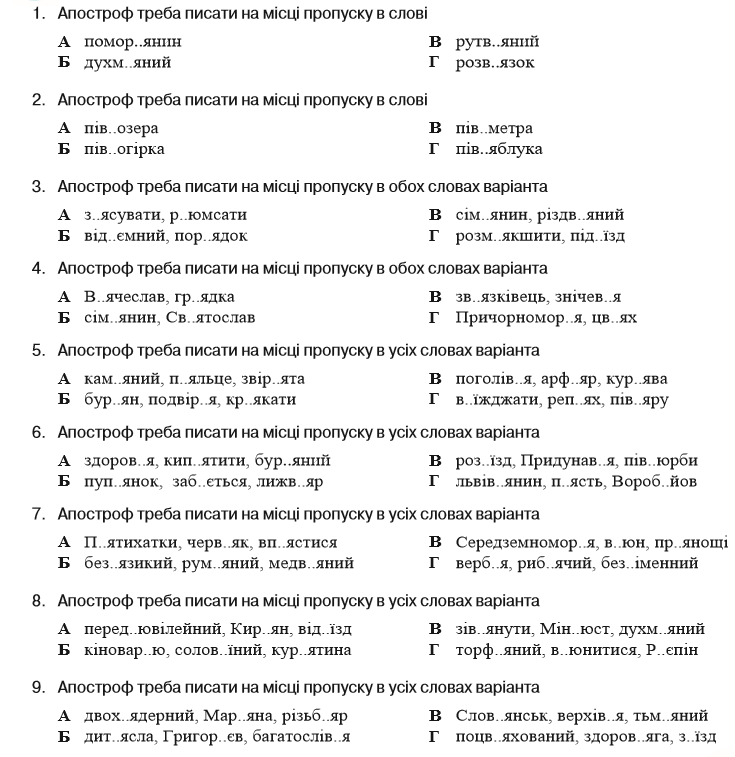 1. Апостроф треба писати на місці пропуску в слові
А помор..янин В рутв..яний
Б духм..яний Г розв..язок
2. Апостроф треба писати на місці пропуску в слові
А пів..озера В пів..метра
Б пів..огірка Г пів..яблука
3. Апостроф треба писати на місці пропуску в обох словах варіанта
А з..ясувати, р..юмсати В сім..янин, різдв..яний
Б від..ємний, пор..ядок Г розм..якшити, під..їзд
4. Апостроф треба писати на місці пропуску в обох словах варіанта
А В..ячеслав, гр..ядка В зв..язківець, знічев..я
Б сім..янин, Св..ятослав Г Причорномор..я, цв..ях
5. Апостроф треба писати на місці пропуску в усіх словах варіанта
А кам..яний, п..яльце, звір..ята В поголів..я, арф..яр, кур..ява
Б бур..ян, подвір..я, кр..якати Г в..їжджати, реп..ях, пів..яру
6. Апостроф треба писати на місці пропуску в усіх словах варіанта
А здоров..я, кип..ятити, бур..яний В роз..їзд, Придунав..я, пів..юрби
Б пуп..янок, заб..ється, лижв..яр Г львів..янин, п..ясть, Вороб..йов
7. Апостроф треба писати на місці пропуску в усіх словах варіанта
А П..ятихатки, черв..як, вп..ястися В Середземномор..я, в..юн, пр..янощі
Б без..язикий, рум..яний, медв..яний Г верб..я, риб..ячий, без..іменний
8. Апостроф треба писати на місці пропуску в усіх словах варіанта
А перед..ювілейний, Кир..ян, від..їзд В зів..янути, Мін..юст, духм..яний
Б кіновар..ю, солов..їний, кур..ятина Г торф..яний, в..юнитися, Р..єпін
9. Апостроф треба писати на місці пропуску в усіх словах варіанта
А двох..ядерний, Мар..яна, різьб..яр В Слов..янськ, верхів..я, тьм..яний
Б дит..ясла, Григор..єв, багатослів..я Г поцв..яхований, здоров..яга, з..їзд